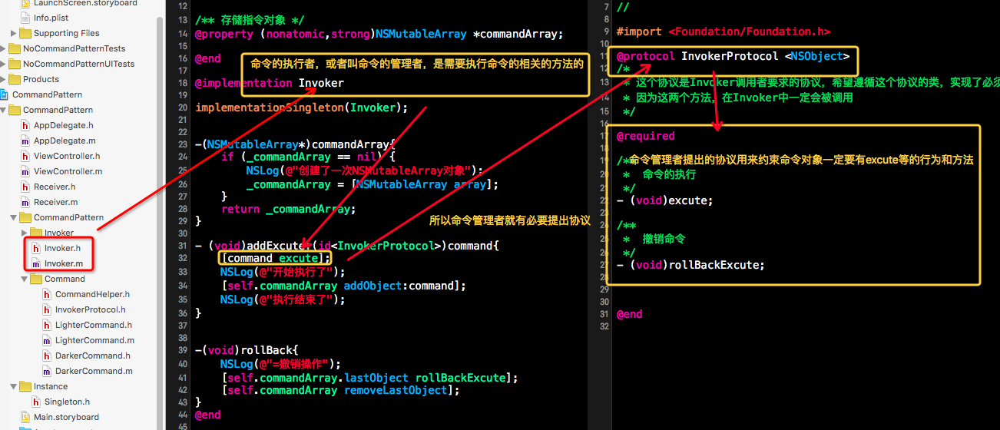 LaunchScreen.storyboard
Info.plist
Supporting Files
NoCommandPatternTests
NoCommandPatternUITests
Products
CommandPattern
CommandPattern
AppDelegate.h
AppDelegate.m
ViewController.h
ViewController.m
Receiver.h
Receiver.m
CommandPattern
Invoker
Invoker.h
Invoker.m
Command
CommandHelper.h
InvokerProtocol.h
LighterCommand.h
LighterCommand.m
DarkerCommand.h
DarkerCommand.m
Instance
Singleton.h
Main.storyboard
12
13 /** 存储指令对象 */
14 @property (nonatomic,strong)NSMutableArray *commandArray;
15
16 @end
命令的执行者，或者叫命令的管理者，是需要执行命令的相关的方法的
17
18 @implementation Invoker
19
20 implementationSingleton(Invoker);
21
22
23 -(NSMutableArray*)commandArray{
24 if (_commandArray == nil) {
25 NSLog(@"创建了一次NSMutableArray对象");
26 _commandArray = [NSMutableArray array];
27 }
28 return _commandArray;
29 }
所以命令管理者就有必要提出协议
30
31 - (void)addExcute:(id<InvokerProtocol>)command{
32 [command excute];
33 NSLog(@"开始执行了");
34 [self.commandArray addObject:command];
35 NSLog(@"执行结束了");
36 }
37
38
39 -(void)rollBack{
40 NSLog(@"=撤销操作");
41 [self.commandArray.lastObject rollBackExcute];
42 [self.commandArray removeLastObject];
43 }
44 @end
45
7 //
8
9 #import <Foundation/Foundation.h>
10
11 @protocol InvokerProtocol <NSObject>
12 /*
13 * 这个协议是Invoker调用者要求的协议，希望遵循这个协议的类，实现了必须
14 * 因为这两个方法，在Invoker中一定会被调用
15 */
16
17 @required
18
19 /*
命令管理者提出的协议用来约束命令对象一定要有excute等的行为和方法
20 * 命令的执行
21 */
22 - (void)excute;
23
24 /**
25 * 撤销命令
26 */
27 - (void)rollBackExcute;
28
29
30
31 @end
32